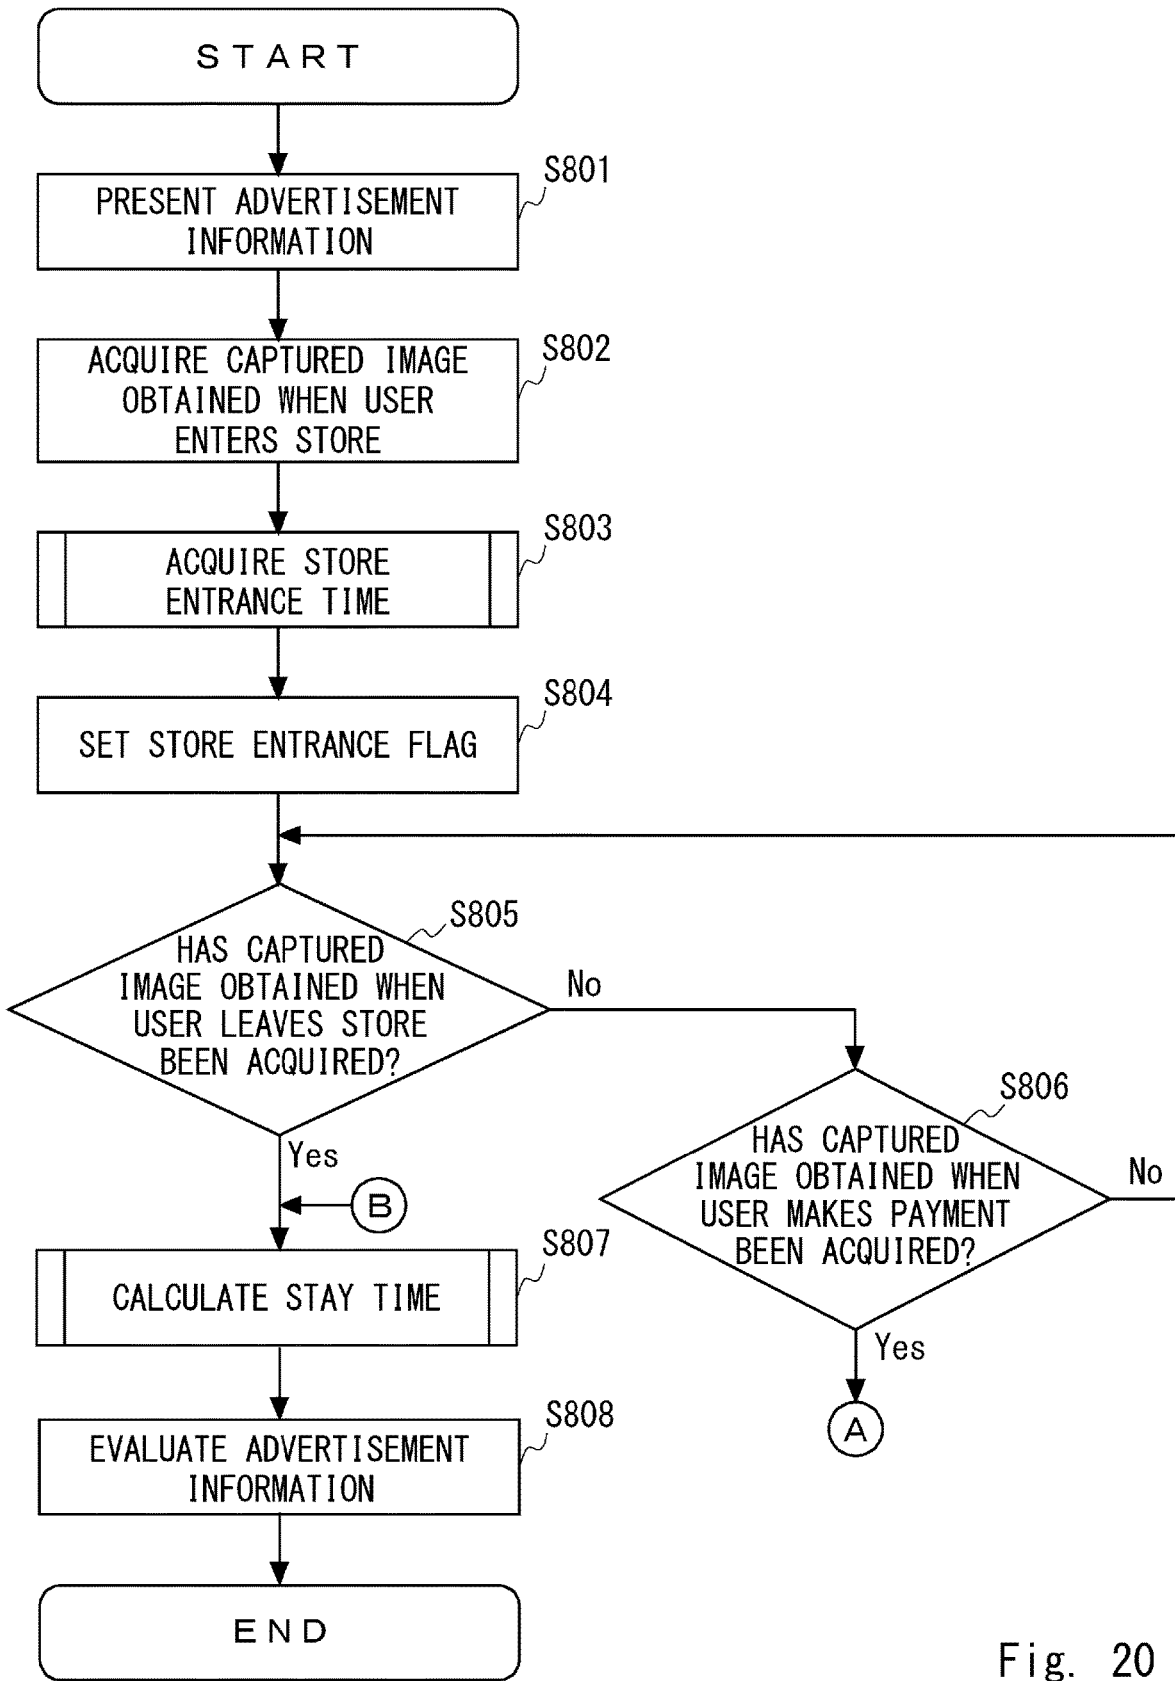 START
S801
PRESENT ADVERTISEMENT
INFORMATION
S802
ACQUIRE CAPTURED IMAGE
OBTAINED WHEN USER
ENTERS STORE
S803
ACQUIRE STORE
ENTRANCE TIME
S804
SET STORE ENTRANCE FLAG
S805
HAS CAPTURED
IMAGE OBTAINED WHEN
USER LEAVES STORE
BEEN ACQUIRED?
No
Yes
S806
HAS CAPTURED
IMAGE OBTAINED WHEN
USER MAKES PAYMENT
BEEN ACQUIRED?
No
Yes
A
B
S807
CALCULATE STAY TIME
S808
EVALUATE ADVERTISEMENT
INFORMATION
END
Fig. 20